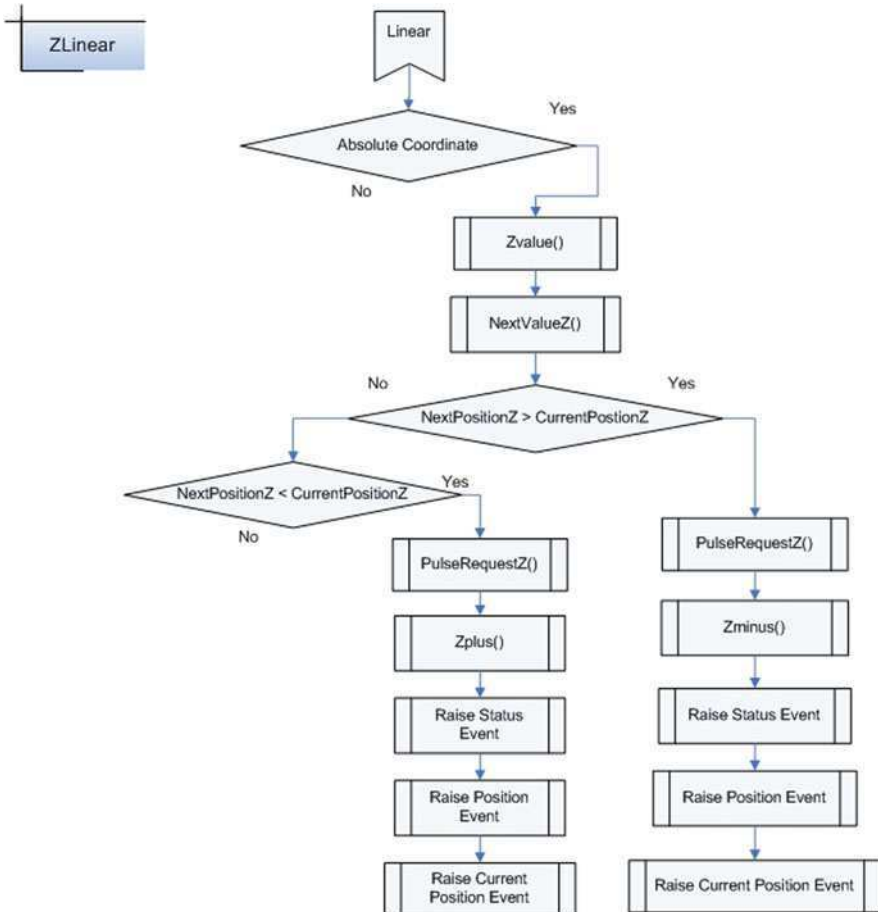 ZLinear
Linear
Yes
Absolute Coordinate
No
Zvalue()
NextValueZ()
No
Yes
NextPositionZ > CurrentPostionZ
NextPositionZ < CurrentPositionZ
Yes
No
PulseRequestZ()
PulseRequestZ()
Zplus()
Zminus()
Raise Status
Event
Raise Status Event
Raise Position
Event
Raise Position Event
Raise Current
Position Event
Raise Current Position Event